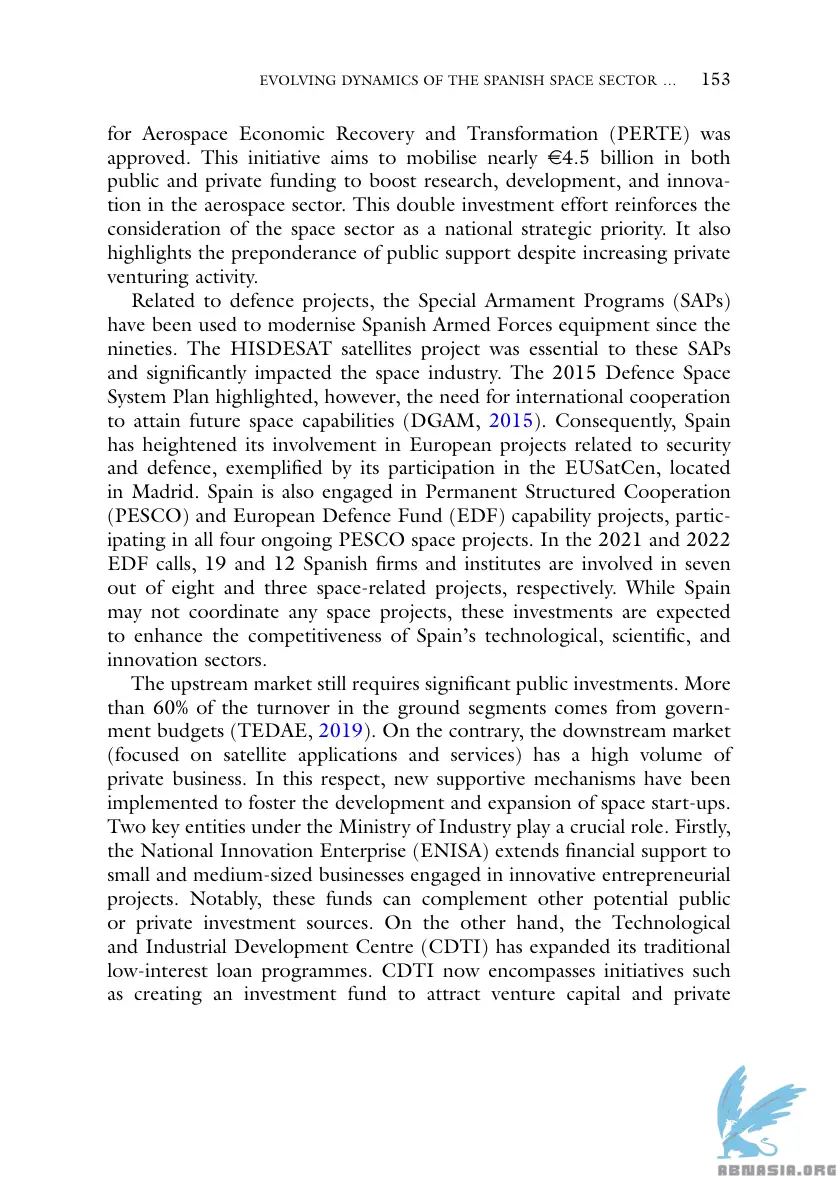 EVOLVING DYNAMICS OF THE SPANISH SPACE SECTOR … 153
for Aerospace Economic Recovery and Transformation (PERTE) was
approved. This initiative aims to mobilise nearly €4.5 billion in both
public and private funding to boost research, development, and innova-
tion in the aerospace sector. This double investment effort reinforces the
consideration of the space sector as a national strategic priority. It also
highlights the preponderance of public support despite increasing private
venturing activity.
Related to defence projects, the Special Armament Programs (SAPs)
have been used to modernise Spanish Armed Forces equipment since the
nineties. The HISDESAT satellites project was essential to these SAPs
and significantly impacted the space industry. The 2015 Defence Space
System Plan highlighted, however, the need for international cooperation
to attain future space capabilities (DGAM, 2015). Consequently, Spain
has heightened its involvement in European projects related to security
and defence, exemplified by its participation in the EUSatCen, located
in Madrid. Spain is also engaged in Permanent Structured Cooperation
(PESCO) and European Defence Fund (EDF) capability projects, partic-
ipating in all four ongoing PESCO space projects. In the 2021 and 2022
EDF calls, 19 and 12 Spanish firms and institutes are involved in seven
out of eight and three space-related projects, respectively. While Spain
may not coordinate any space projects, these investments are expected
to enhance the competitiveness of Spain's technological, scientific, and
innovation sectors.
The upstream market still requires significant public investments. More
than 60% of the turnover in the ground segments comes from govern-
ment budgets (TEDAE, 2019). On the contrary, the downstream market
(focused on satellite applications and services) has a high volume of
private business. In this respect, new supportive mechanisms have been
implemented to foster the development and expansion of space start-ups.
Two key entities under the Ministry of Industry play a crucial role. Firstly,
the National Innovation Enterprise (ENISA) extends financial support to
small and medium-sized businesses engaged in innovative entrepreneurial
projects. Notably, these funds can complement other potential public
or private investment sources. On the other hand, the Technological
and Industrial Development Centre (CDTI) has expanded its traditional
low-interest loan programmes. CDTI now encompasses initiatives such
as creating an investment fund to attract venture capital and private
ABNASIA.ORG